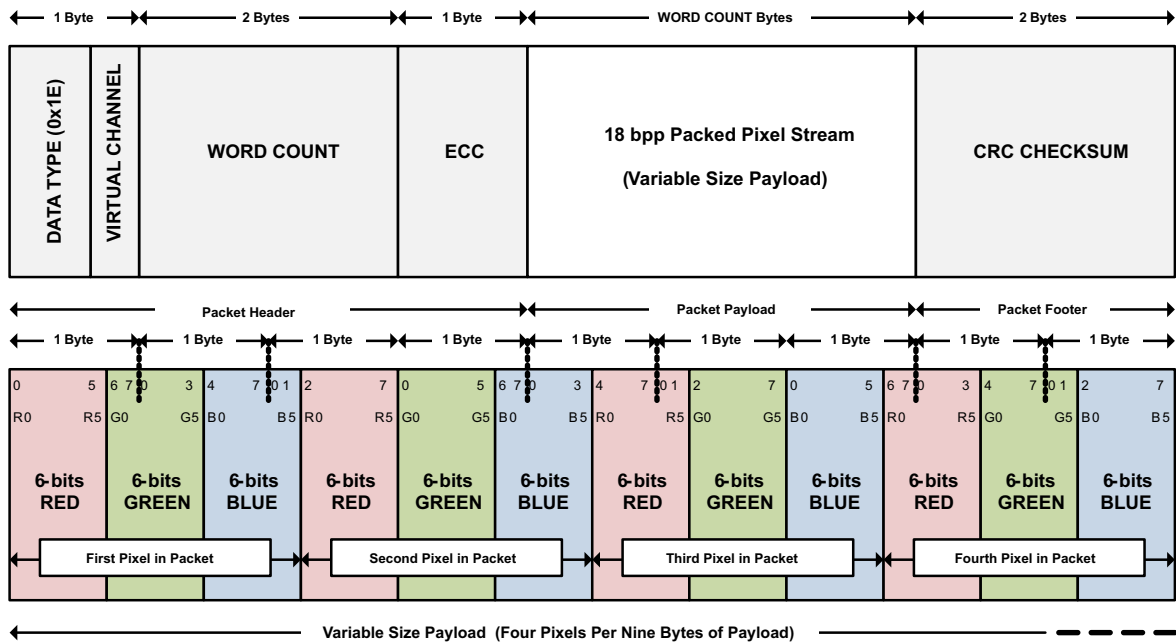 1 Byte 2 Bytes 1 Byte WORD COUNT Bytes 2 Bytes
DATA TYPE (0x1E)
VIRTUAL CHANNEL
WORD COUNT
ECC
18 bpp Packed Pixel Stream
(Variable Size Payload)
CRC CHECKSUM
Packet Header Packet Payload Packet Footer
1 Byte 1 Byte 1 Byte 1 Byte 1 Byte 1 Byte 1 Byte 1 Byte 1 Byte
0 5 6 7 0 3 4 7 0 1 2 7 0 5 6 7 0 3 4 7 0 1 2 7 0 5 6 7 0 3 4 7 0 1 2 7
R0 R5 G0 G5 B0 B5 R0 R5 G0 G5 B0 B5 R0 R5 G0 G5 B0 B5 R0 R5 G0 G5 B0 B5
6-bits 6-bits 6-bits 6-bits 6-bits 6-bits 6-bits 6-bits 6-bits 6-bits 6-bits 6-bits
RED GREEN BLUE RED GREEN BLUE RED GREEN BLUE RED GREEN BLUE
First Pixel in Packet Second Pixel in Packet Third Pixel in Packet Fourth Pixel in Packet
Variable Size Payload (Four Pixels Per Nine Bytes of Payload)